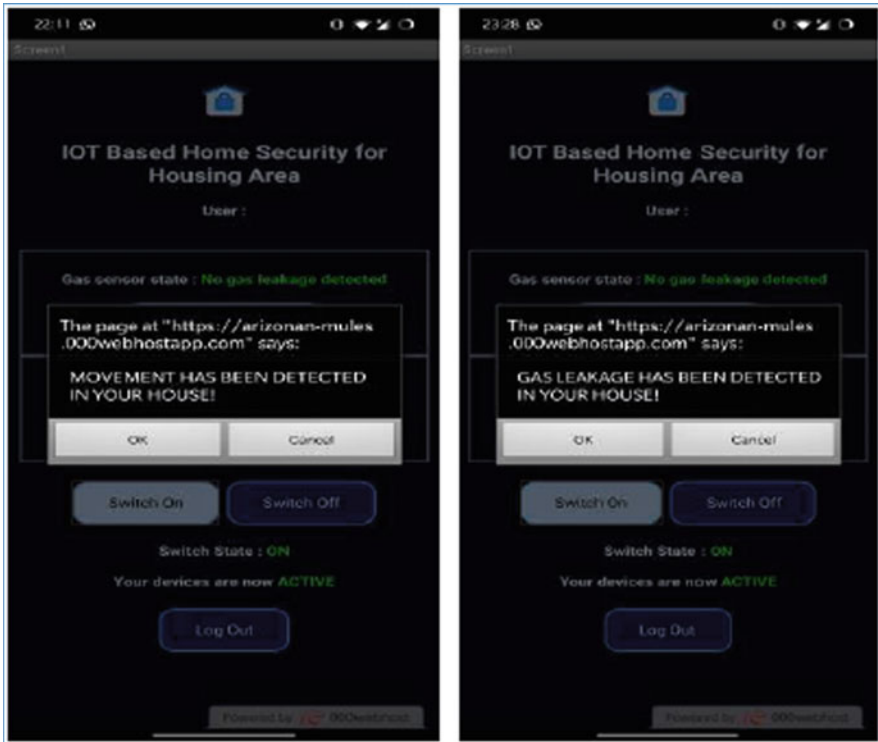 22:11
Screen1
IOT Based Home Security for
Housing Area
User :
Gas sensor state : No gas leakage detected
The page at "https://arizonan-mules
.000webhostapp.com" says:
MOVEMENT HAS BEEN DETECTED
IN YOUR HOUSE!
OK Cancel
Switch On Switch Off
Switch State : ON
Your devices are now ACTIVE
Log Out
Powered by 000webhost
23:28
Screen1
IOT Based Home Security for
Housing Area
User :
Gas sensor state : No gas leakage detected
The page at "https://arizonan-mules
.000webhostapp.com" says:
GAS LEAKAGE HAS BEEN DETECTED
IN YOUR HOUSE!
OK Cancel
Switch On Switch Off
Switch State : ON
Your devices are now ACTIVE
Log Out
Powered by 000webhost